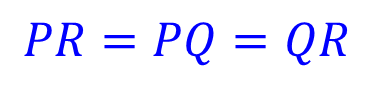 PR = PQ = QR